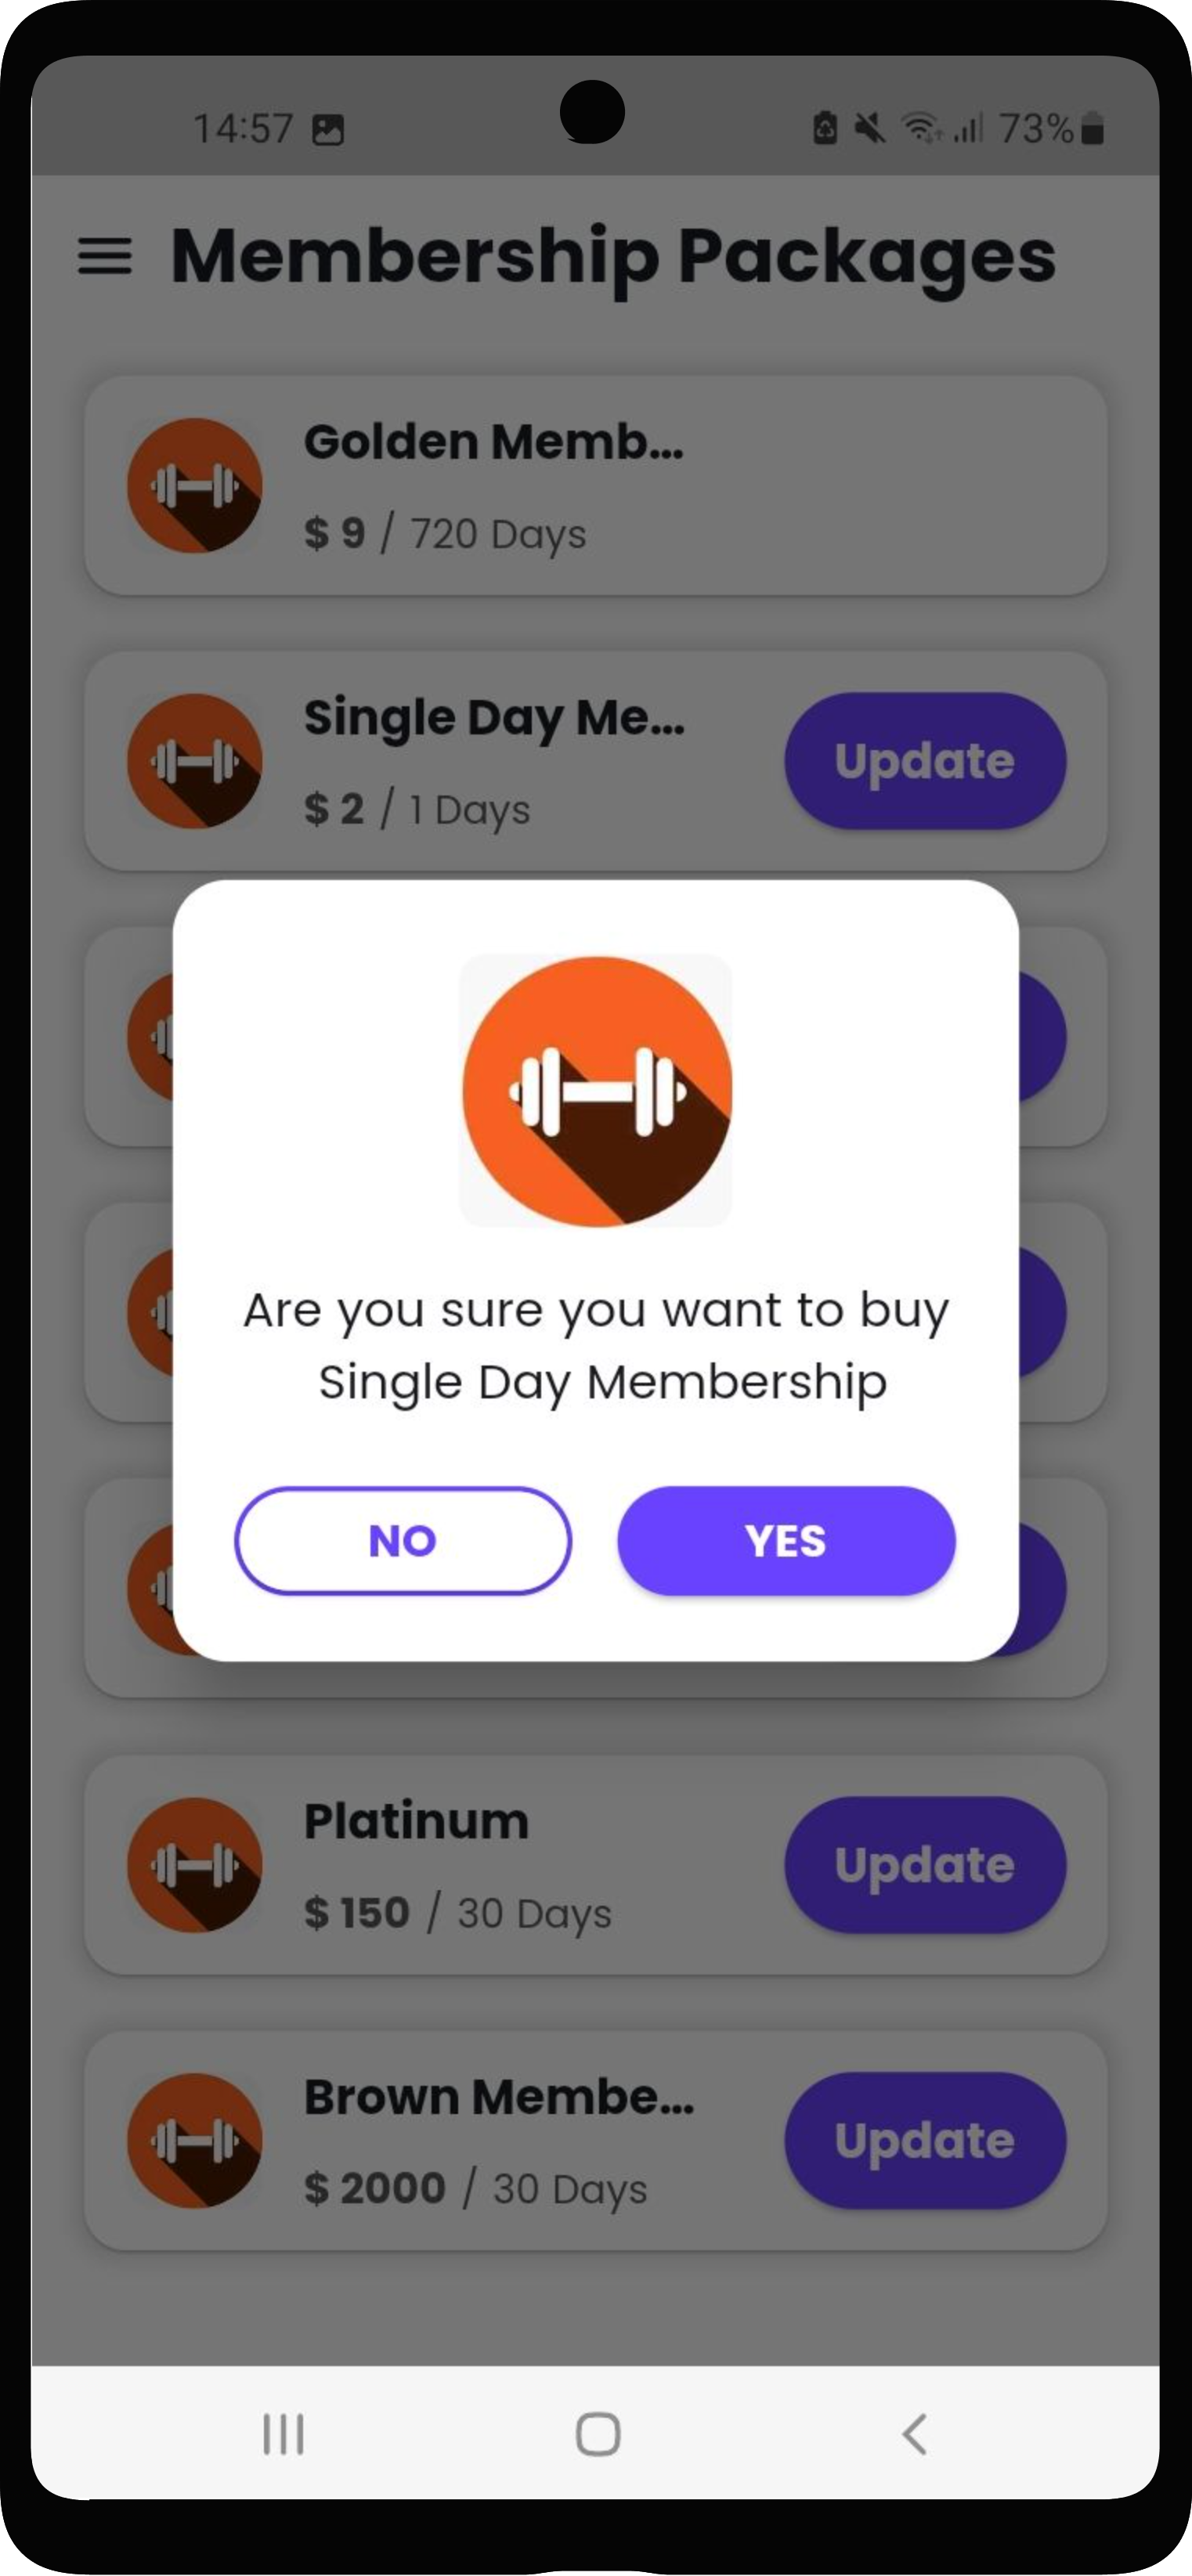 14:57
73%
Membership Packages
Golden Memb...
$ 9 / 720 Days
Single Day Me...
Update
$ 2 / 1 Days
Are you sure you want to buy
Single Day Membership
NO
YES
Platinum
Update
$ 150 / 30 Days
Brown Membe...
Update
$ 2000 / 30 Days